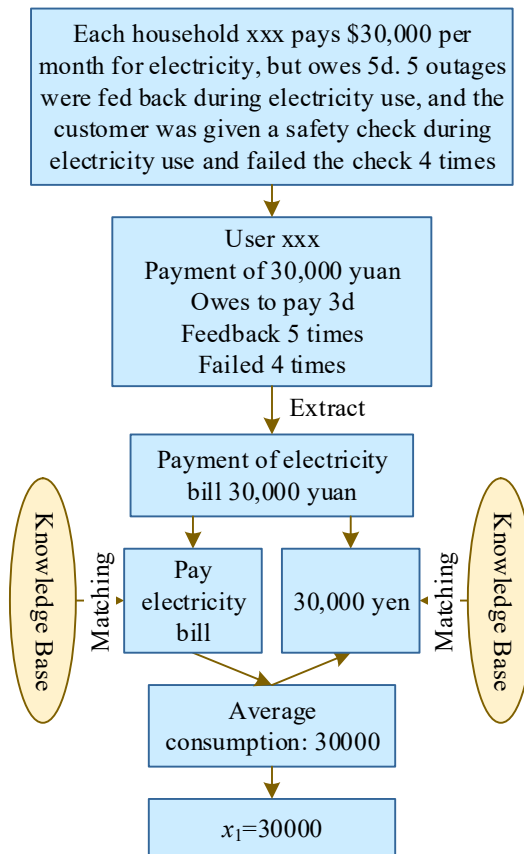 Each household xxx pays $30,000 per
month for electricity, but owes 5d. 5 outages
were fed back during electricity use, and the
customer was given a safety check during
electricity use and failed the check 4 times
User xxx
Payment of 30,000 yuan
Owes to pay 3d
Feedback 5 times
Failed 4 times
Extract
Payment of electricity
bill 30,000 yuan
Knowledge Base
Matching
Pay
electricity
bill
30,000 yen
Matching
Knowledge Base
Average
consumption: 30000
x₁=30000